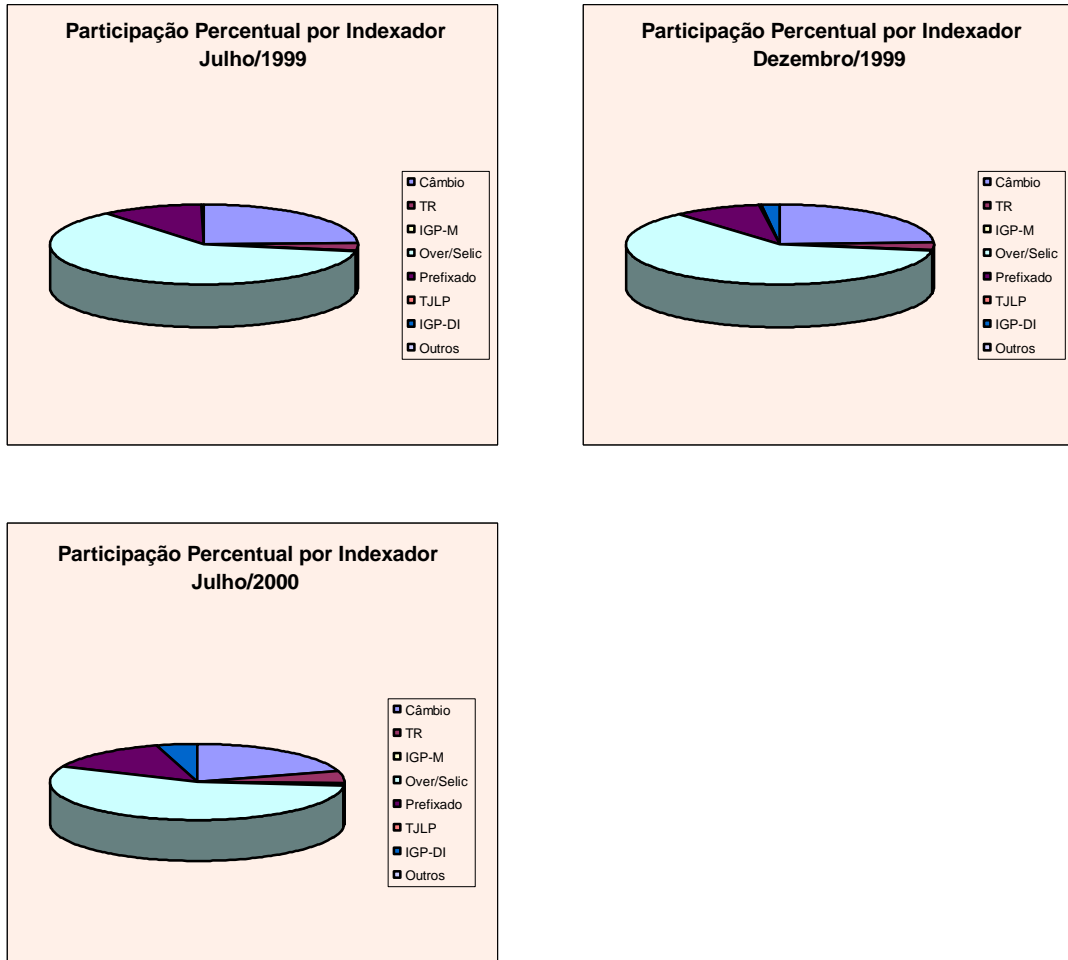 Participação Percentual por Indexador
Julho/1999
Câmbio
TR
IGP-M
Over/Selic
Prefixado
TJLP
IGP-DI
Outros
Participação Percentual por Indexador
Dezembro/1999
Câmbio
TR
IGP-M
Over/Selic
Prefixado
TJLP
IGP-DI
Outros
Participação Percentual por Indexador
Julho/2000
Câmbio
TR
IGP-M
Over/Selic
Prefixado
TJLP
IGP-DI
Outros